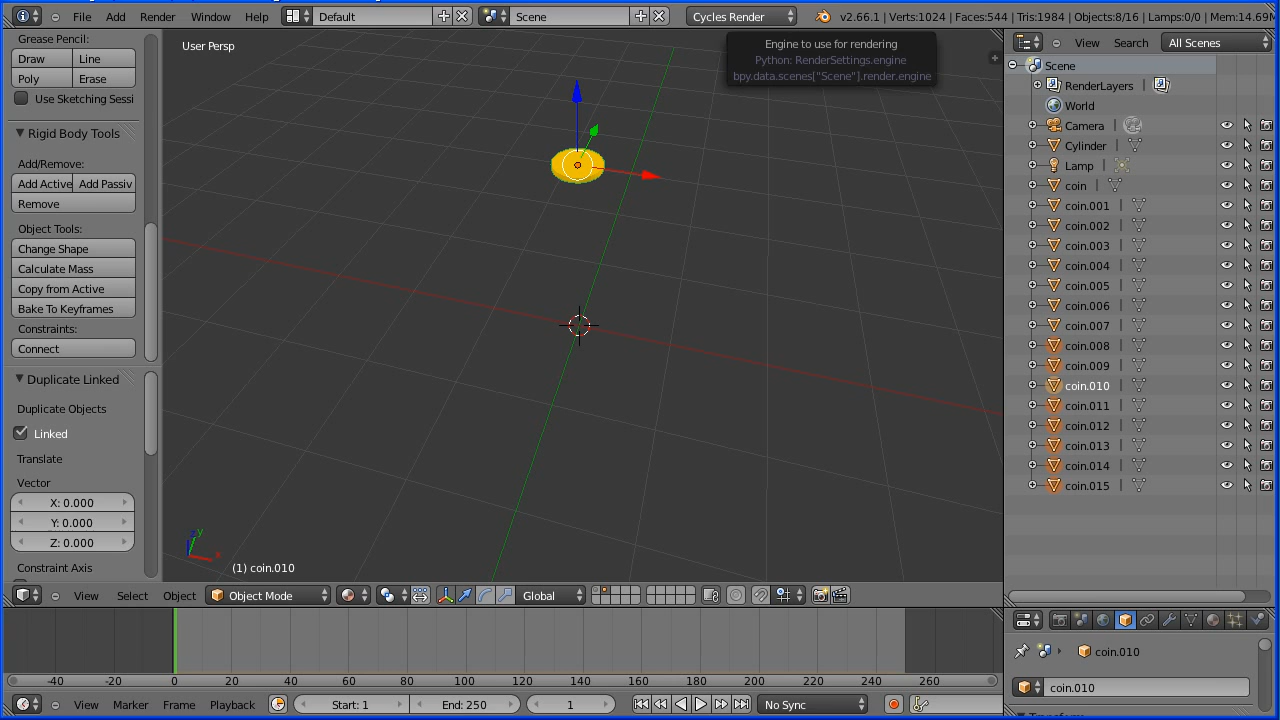 File Add Render Window Help Default Scene Cycles Render v2.66.1 | Verts:1024 | Faces:544 | Tris:1984 | Objects:8/16 | Lamps:0/0 | Mem:14.69M
Grease Pencil:
Draw Line
Poly Erase
Use Sketching Sessi
Rigid Body Tools
Add/Remove:
Add Active Add Passiv
Remove
Object Tools:
Change Shape
Calculate Mass
Copy from Active
Bake To Keyframes
Constraints:
Connect
Duplicate Linked
Duplicate Objects
Linked
Translate
Vector
X: 0.000
Y: 0.000
Z: 0.000
Constraint Axis
User Persp
Engine to use for rendering
Python: RenderSettings.engine
bpy.data.scenes["Scene"].render.engine
z y
x
(1) coin.010
View Select Object Object Mode Global
View Search All Scenes
Scene
RenderLayers
World
Camera
Cylinder
Lamp
coin
coin.001
coin.002
coin.003
coin.004
coin.005
coin.006
coin.007
coin.008
coin.009
coin.010
coin.011
coin.012
coin.013
coin.014
coin.015
coin.010
coin.010
-40 -20 0 20 40 60 80 100 120 140 160 180 200 220 240 260
View Marker Frame Playback Start: 1 End: 250 1 No Sync